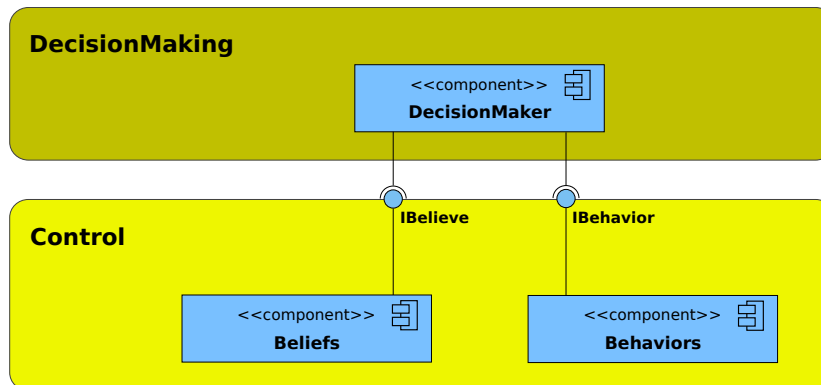 DecisionMaking
<<component>>
DecisionMaker
IBelieve
IBehavior
Control
<<component>>
Beliefs
<<component>>
Behaviors